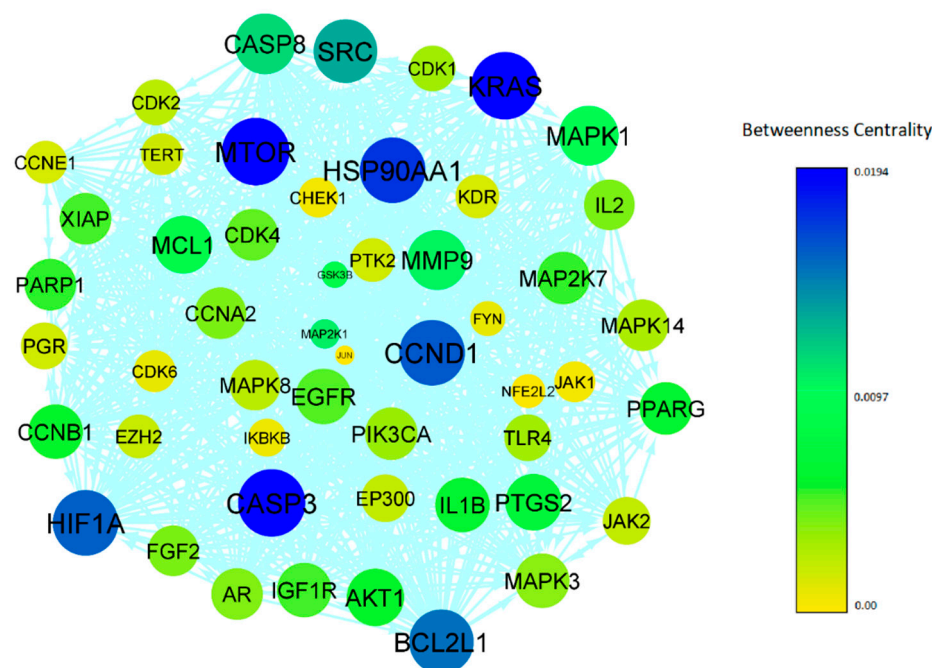 CASP8
SRC
CDK1
KRAS
CDK2
MAPK1
Betweenness Centrality
TERT
MTOR
CCNE1
HSP90AA1
0.0194
CHEK1
KDR
IL2
XIAP
CDK4
MCL1
PTK2
MMP9
GSK3B
MAP2K7
PARP1
CCNA2
FYN
MAPK14
MAP2K1
PGR
JUN
CCND1
CDK6
MAPK8
EGFR
NFE2L2
JAK1
0.0097
PPARG
CCNB1
EZH2
IKBKB
PIK3CA
TLR4
CASP3
EP300
IL1B
PTGS2
HIF1A
JAK2
FGF2
MAPK3
AR
IGF1R
AKT1
0.00
BCL2L1